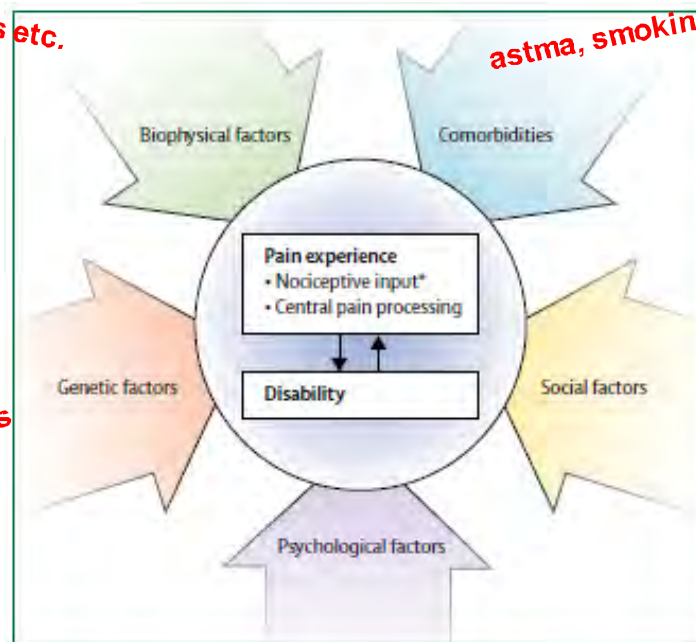 etc.
astma,
Biophysical factors
Comorbidities
Pain experience
• Nociceptive input*
• Central pain processing
Genetic factors
Disability
Social factors
Psychological factors